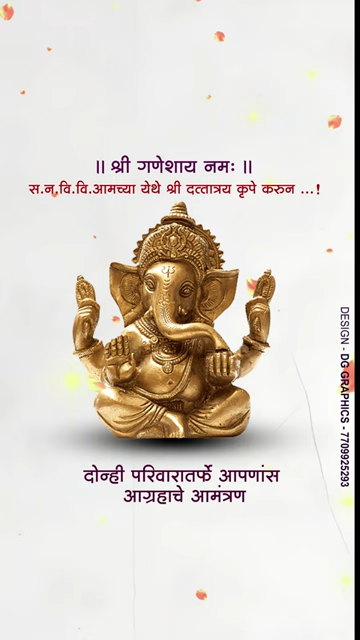 ॥ श्री गणेशाय नमः ॥
स.न.वि.वि.आमच्या येथे श्री दत्तात्रय कृपे करुन ...!
दोन्ही परिवारातर्फे आपणांस
आग्रहाचे आमंत्रण
DESIGN - DG GRAPHICS - 7709925293